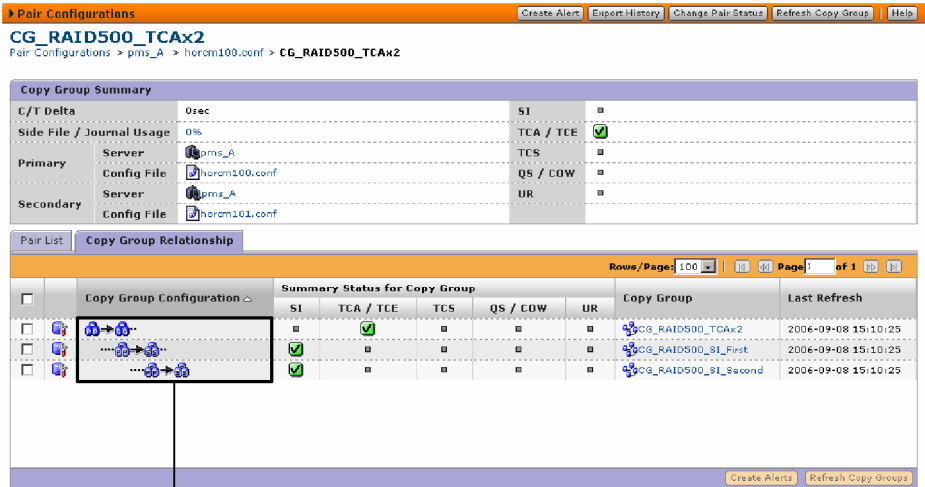 Pair Configurations
Create Alert
Export History
Change Pair Status
Refresh Copy Group
Help
CG_RAID500_TCAx2
Pair Configurations > pms_A > horcm100.conf > CG_RAID500_TCAx2
Copy Group Summary
C/T Delta 0sec SI
Side File / Journal Usage 0% TCA / TCE
Primary Server pms_A TCS
Config File horcm100.conf QS / COW
Secondary Server pms_A UR
Config File horcm101.conf
Pair List
Copy Group Relationship
Rows/Page: 100 Page 1 of 1
Copy Group Configuration
Summary Status for Copy Group
SI TCA / TCE TCS QS / COW UR
Copy Group
Last Refresh
CG_RAID500_TCAx2 2006-09-08 15:10:25
CG_RAID500_SI_First 2006-09-08 15:10:25
CG_RAID500_SI_Second 2006-09-08 15:10:25
Create Alerts
Refresh Copy Groups